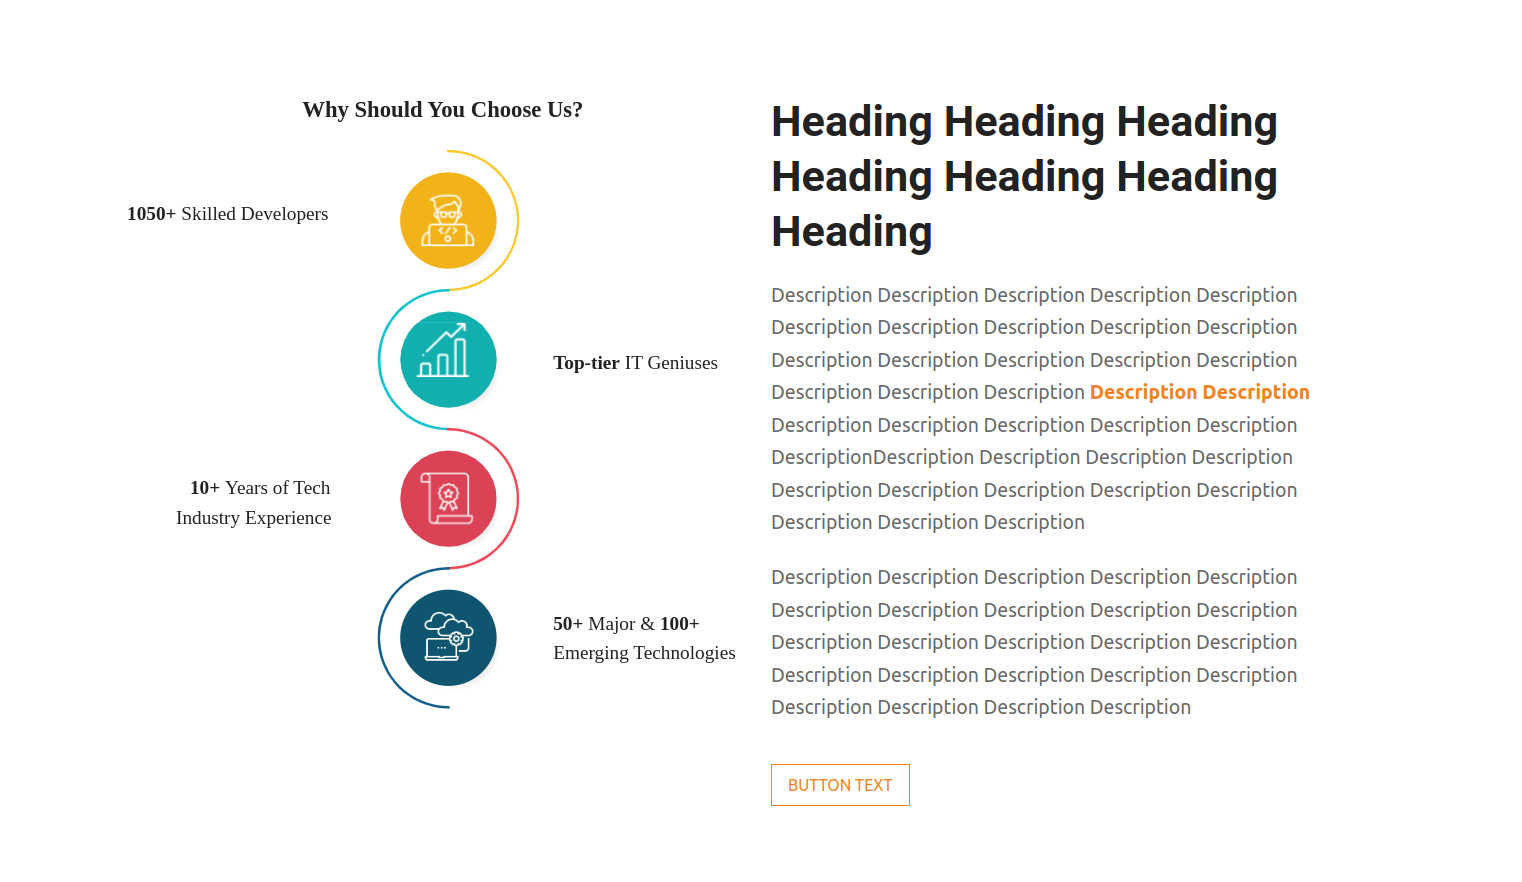 Why Should You Choose Us?
1050+ Skilled Developers
Top-tier IT Geniuses
10+ Years of Tech
Industry Experience
50+ Major & 100+
Emerging Technologies
Heading Heading Heading
Heading Heading Heading
Heading
Description Description Description Description Description
Description Description Description Description Description
Description Description Description Description Description
Description Description Description Description Description
Description Description Description Description Description
DescriptionDescription Description Description Description
Description Description Description Description Description
Description Description Description
Description Description Description Description Description
Description Description Description Description Description
Description Description Description Description Description
Description Description Description Description Description
Description Description Description Description
BUTTON TEXT